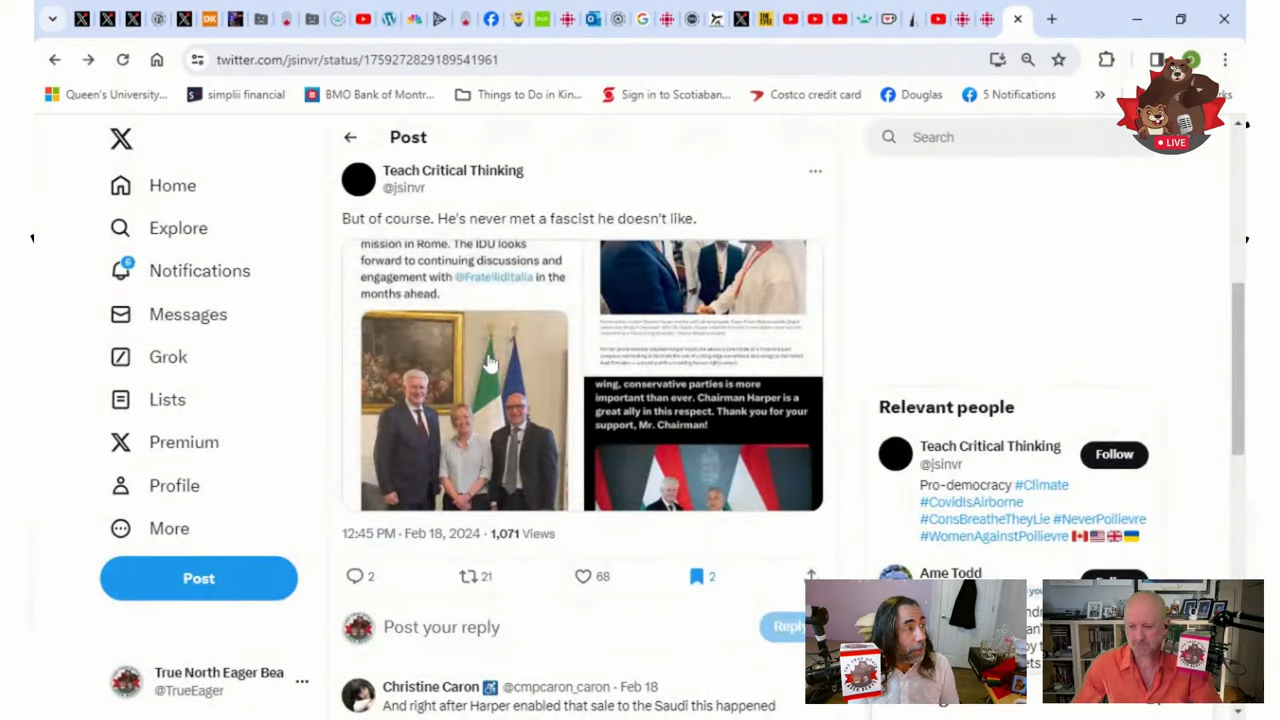 twitter.com/jsinvr/status/1759272829189541961
Queen's University...
simplii financial
BMO Bank of Montr...
Things to Do in Kin...
Sign in to Scotiaban...
Costco credit card
Douglas
5 Notifications
»
LIVE
Home
Explore
6
Notifications
Messages
Grok
Lists
Premium
Profile
More
Post
True North Eager Bea
@TrueEager
Post
Teach Critical Thinking
@jsinvr
But of course. He's never met a fascist he doesn't like.
mission in Rome. The IDU looks
forward to continuing discussions and
engagement with @FratellidItalia in the
months ahead.
wing, conservative parties is more
important than ever. Chairman Harper is a
great ally in this respect. Thank you for your
support, Mr. Chairman!
12:45 PM · Feb 18, 2024 · 1,071 Views
2
21
68
2
Post your reply
Reply
Christine Caron @cmpcaron_caron · Feb 18
And right after Harper enabled that sale to the Saudi this happened
Search
Relevant people
Teach Critical Thinking
@jsinvr
Follow
Pro-democracy #Climate
#CovidIsAirborne
#ConsBreatheTheyLie #NeverPoilievre
#WomenAgainstPoilievre
Ame Todd